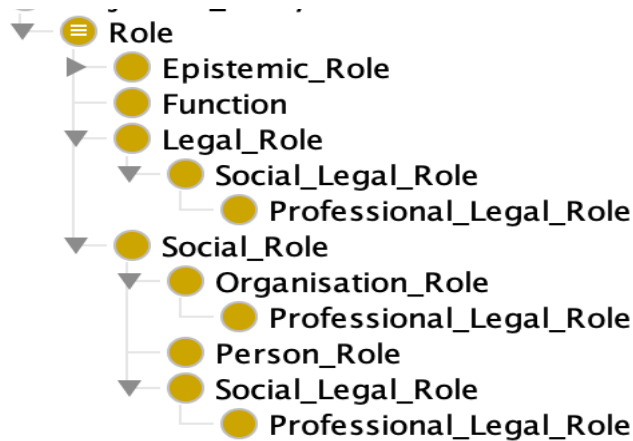 Role
Epistemic_Role
Function
Legal_Role
Social_Legal_Role
Professional_Legal_Role
Social_Role
Organisation_Role
Professional_Legal_Role
Person_Role
Social_Legal_Role
Professional_Legal_Role